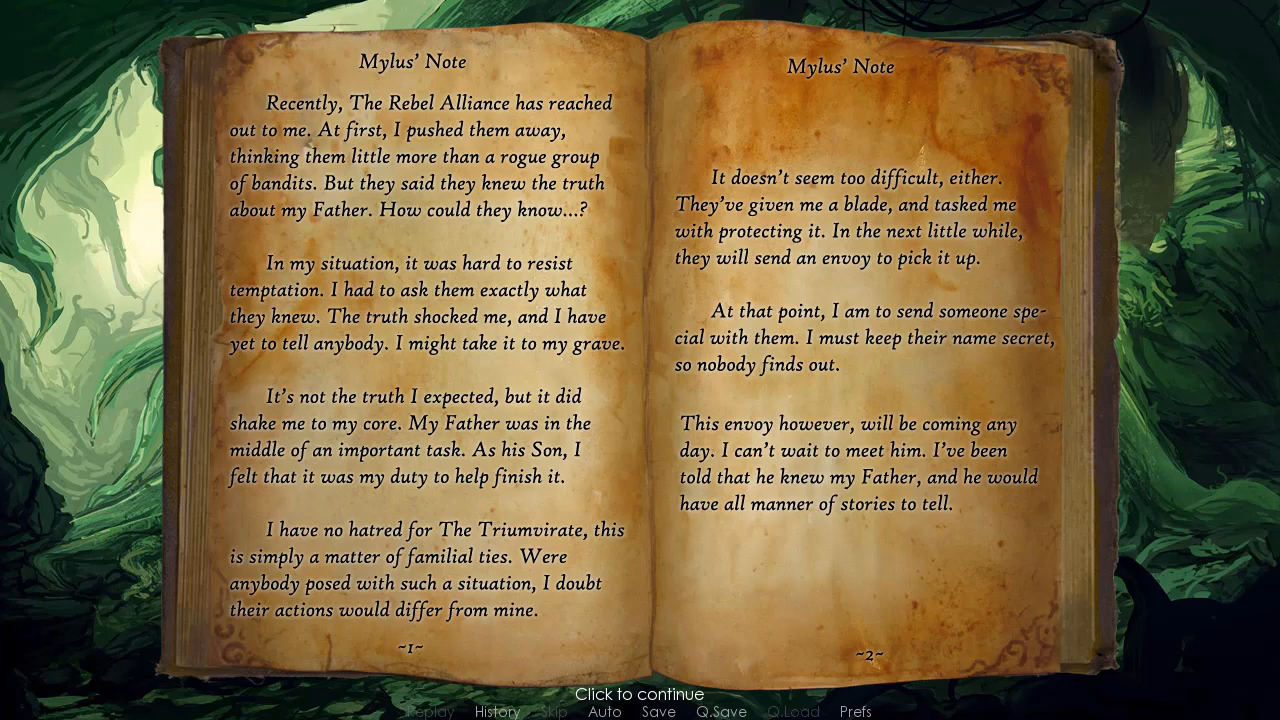 Mylus' Note
Recently, The Rebel Alliance has reached
out to me. At first, I pushed them away,
thinking them little more than a rogue group
of bandits. But they said they knew the truth
about my Father. How could they know...?
In my situation, it was hard to resist
temptation. I had to ask them exactly what
they knew. The truth shocked me, and I have
yet to tell anybody. I might take it to my grave.
It's not the truth I expected, but it did
shake me to my core. My Father was in the
middle of an important task. As his Son, I
felt that it was my duty to help finish it.
I have no hatred for The Triumvirate, this
is simply a matter of familial ties. Were
anybody posed with such a situation, I doubt
their actions would differ from mine.
~1~
Mylus' Note
It doesn't seem too difficult, either.
They've given me a blade, and tasked me
with protecting it. In the next little while,
they will send an envoy to pick it up.
At that point, I am to send someone spe-
cial with them. I must keep their name secret,
so nobody finds out.
This envoy however, will be coming any
day. I can't wait to meet him. I've been
told that he knew my Father, and he would
have all manner of stories to tell.
~2~
Click to continue
Replay History Skip Auto Save Q.Save Q.Load Prefs